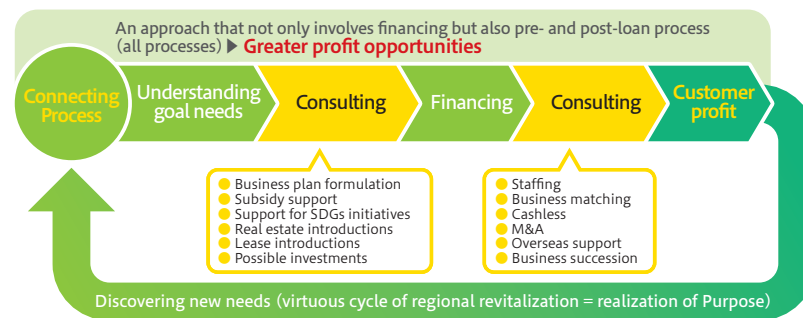 An approach that not only involves financing but also pre- and post-loan process
(all processes) ▶ Greater profit opportunities
Connecting
Process
Understanding
goal needs
Consulting
Financing
Consulting
Customer
profit
Business plan formulation
Subsidy support
Support for SDGs initiatives
Real estate introductions
Lease introductions
Possible investments
Staffing
Business matching
Cashless
M&A
Overseas support
Business succession
Discovering new needs (virtuous cycle of regional revitalization = realization of Purpose)